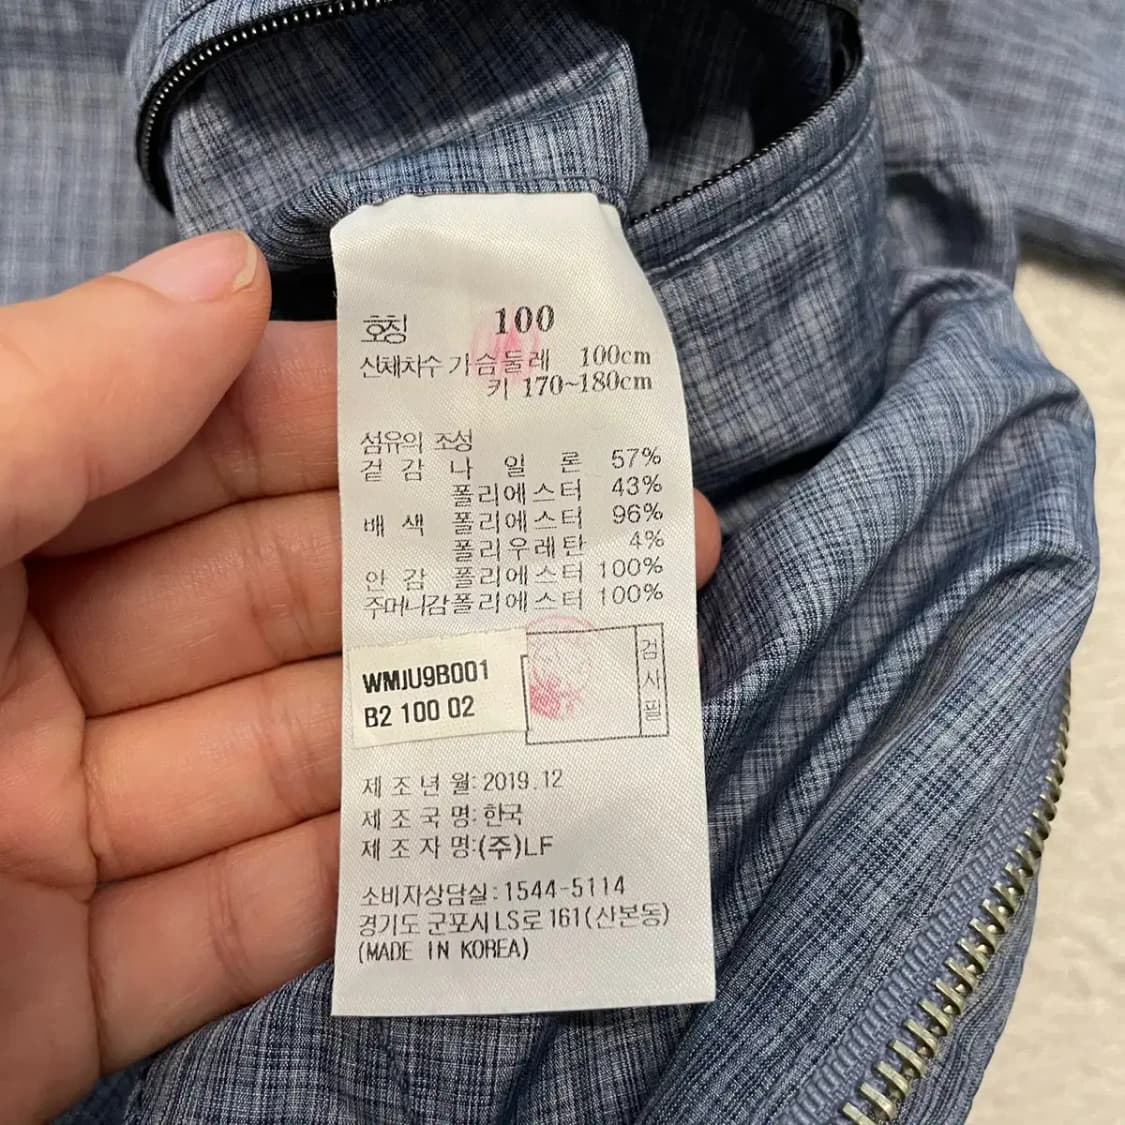 호칭 100
신체치수 가슴둘레 100cm
키 170~180cm
섬유의 조성
겉감 나일론 57%
폴리에스터 43%
배색 폴리에스터 96%
폴리우레탄 4%
안감 폴리에스터 100%
주머니감 폴리에스터 100%
WMJU9B001
B2 100 02
검사필
제조년월: 2019.12
제조국명: 한국
제조자명: (주)LF
소비자상담실: 1544-5114
경기도 군포시 LS로 161(산본동)
(MADE IN KOREA)